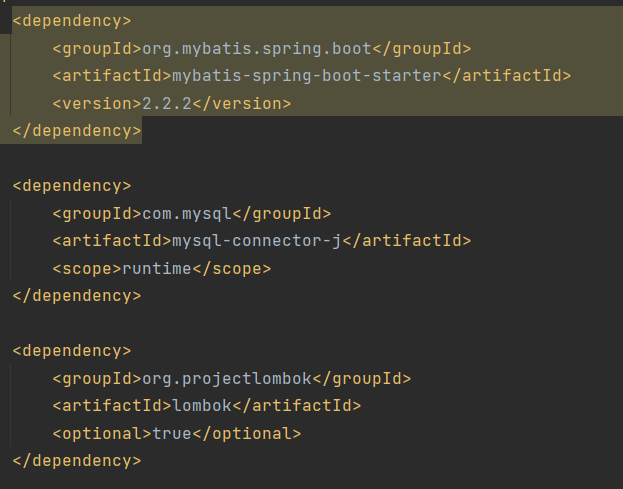 <dependency>
    <groupId>org.mybatis.spring.boot</groupId>
    <artifactId>mybatis-spring-boot-starter</artifactId>
    <version>2.2.2</version>
</dependency>
<dependency>
    <groupId>com.mysql</groupId>
    <artifactId>mysql-connector-j</artifactId>
    <scope>runtime</scope>
</dependency>
<dependency>
    <groupId>org.projectlombok</groupId>
    <artifactId>lombok</artifactId>
    <optional>true</optional>
</dependency>